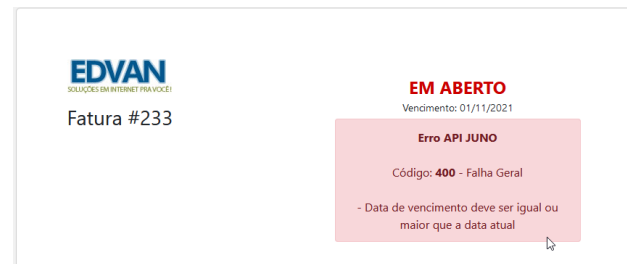 EDVAN
SOLUÇÕES EM INTERNET PRA VOCÊ!
Fatura #233
EM ABERTO
Vencimento: 01/11/2021
Erro API JUNO
Código: 400 - Falha Geral
- Data de vencimento deve ser igual ou
maior que a data atual